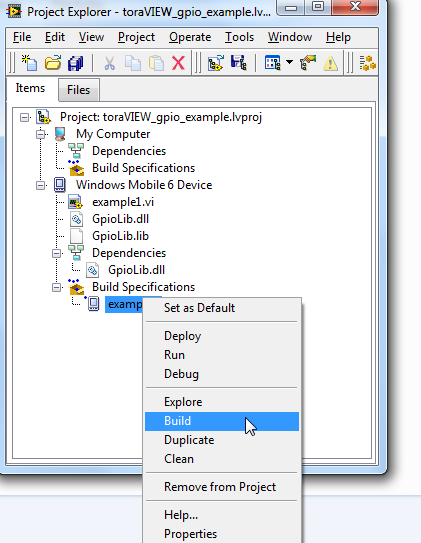 Project Explorer - toraVIEW_gpio_example.lv...
File Edit View Project Operate Tools Window Help
Items Files
Project: toraVIEW_gpio_example.lvproj
My Computer
Dependencies
Build Specifications
Windows Mobile 6 Device
example1.vi
GpioLib.dll
GpioLib.lib
Dependencies
GpioLib.dll
Build Specifications
examp
Set as Default
Deploy
Run
Debug
Explore
Build
Duplicate
Clean
Remove from Project
Help...
Properties